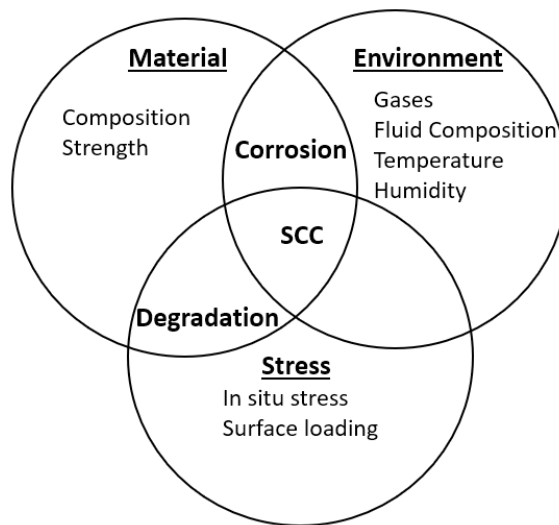 Material
Composition
Strength
Environment
Gases
Fluid Composition
Temperature
Humidity
Corrosion
SCC
Degradation
Stress
In situ stress
Surface loading